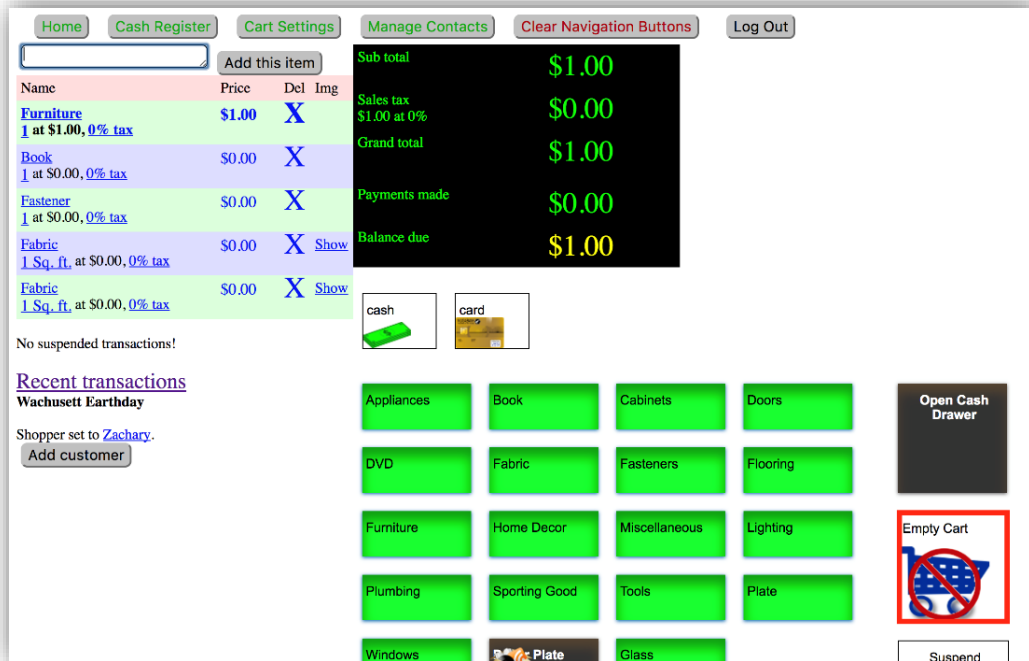 Home Cash Register Cart Settings Manage Contacts Clear Navigation Buttons Log Out
Add this item
Name Price Del Img
Furniture $1.00 X
1 at $1.00, 0% tax
Book $0.00 X
1 at $0.00, 0% tax
Fastener $0.00 X
1 at $0.00, 0% tax
Fabric $0.00 X Show
1 Sq. ft. at $0.00, 0% tax
Fabric $0.00 X Show
1 Sq. ft. at $0.00, 0% tax
No suspended transactions!
Recent transactions
Wachusett Earthday
Shopper set to Zachary.
Add customer
Sub total $1.00
Sales tax $0.00
$1.00 at 0%
Grand total $1.00
Payments made $0.00
Balance due $1.00
cash card
Appliances Book Cabinets Doors
DVD Fabric Fasteners Flooring
Furniture Home Decor Miscellaneous Lighting
Plumbing Sporting Good Tools Plate
Windows Plate Glass
Open Cash
Drawer
Empty Cart
Suspend